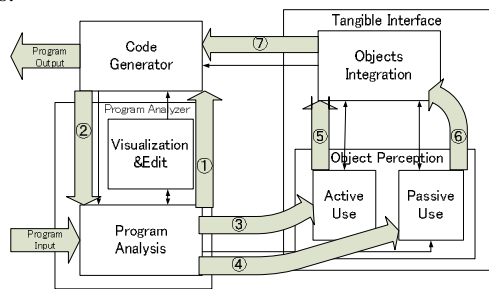 Tangible Interface
Program
Output
Code
Generator
⑦
Objects
Integration
②
Program Analyzer
Visualization
&Edit
①
⑤
⑥
Object Perception
Active
Use
Passive
Use
Program
Input
Program
Analysis
③
④